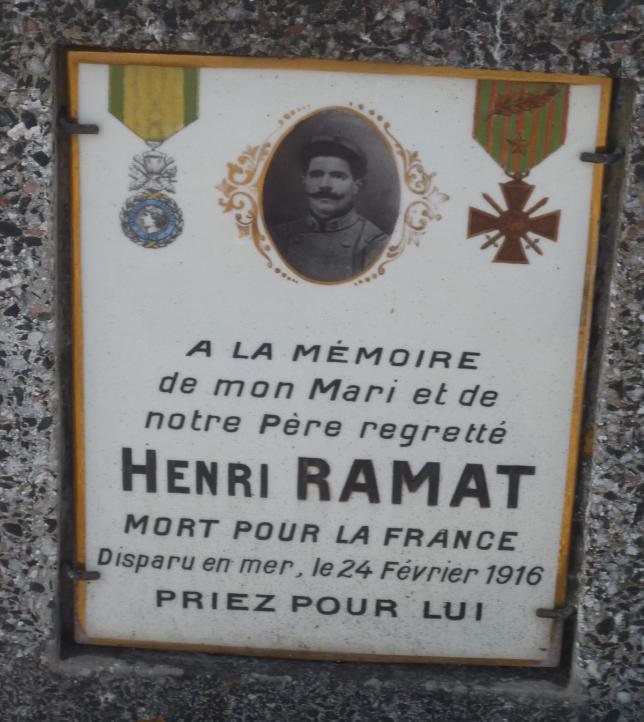 A LA MÉMOIRE
de mon Mari et de
notre Père regretté
HENRI RAMAT
MORT POUR LA FRANCE
Disparu en mer, le 24 Février 1916
PRIEZ POUR LUI